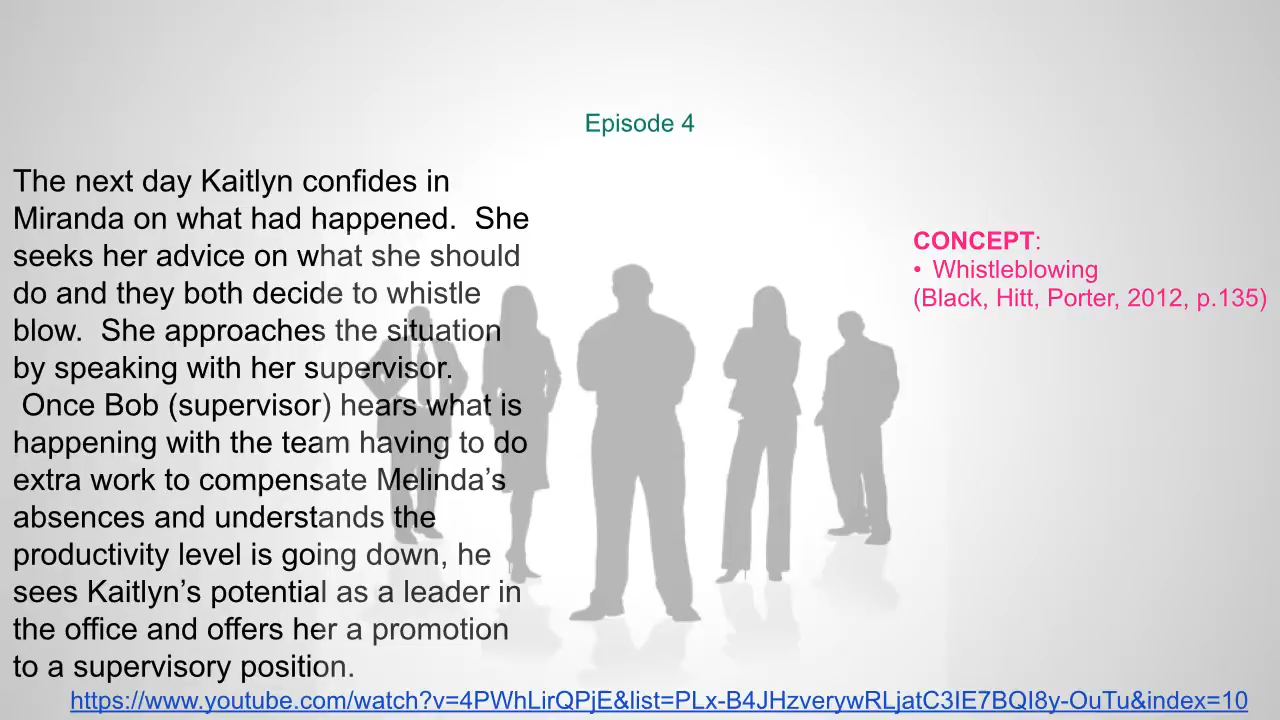 Episode 4
The next day Kaitlyn confides in
Miranda on what had happened.  She
seeks her advice on what she should
do and they both decide to whistle
blow.  She approaches the situation
by speaking with her supervisor.
Once Bob (supervisor) hears what is
happening with the team having to do
extra work to compensate Melinda’s
absences and understands the
productivity level is going down, he
sees Kaitlyn’s potential as a leader in
the office and offers her a promotion
to a supervisory position.
CONCEPT:
• Whistleblowing
(Black, Hitt, Porter, 2012, p.135)
https://www.youtube.com/watch?v=4PWhLirQPjE&list=PLx-B4JHzverywRLjatC3IE7BQI8y-OuTu&index=10